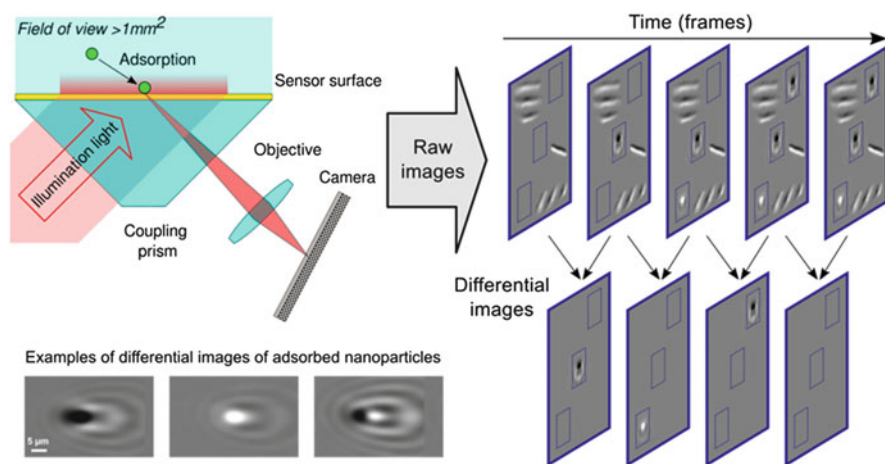 Field of view >1mm²
Adsorption
Sensor surface
Illumination light
Objective
Camera
Coupling
prism
Raw
images
Time (frames)
Differential
images
Examples of differential images of adsorbed nanoparticles
5 µm